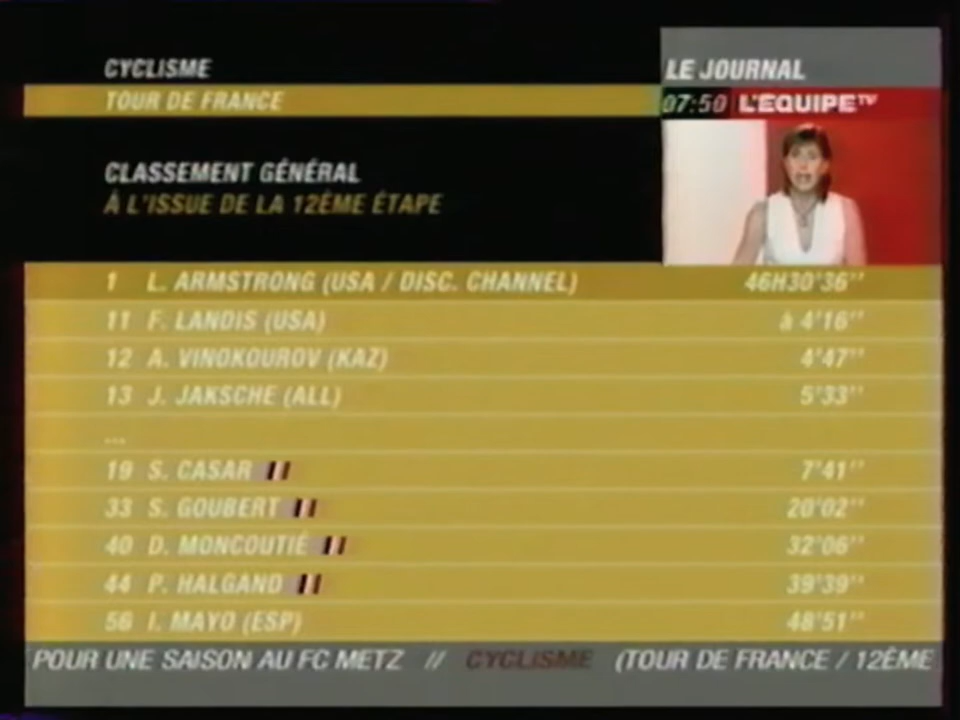 CYCLISME
LE JOURNAL
TOUR DE FRANCE
07:50 L'EQUIPE TV
CLASSEMENT GÉNÉRAL
À L'ISSUE DE LA 12ÈME ÉTAPE
1 L. ARMSTRONG (USA / DISC. CHANNEL) 46H30'36''
11 F. LANDIS (USA) à 4'16''
12 A. VINOKOUROV (KAZ) 4'47''
13 J. JAKSCHE (ALL) 5'33''
...
19 S. CASAR 7'41''
33 S. GOUBERT 20'02''
40 D. MONCOUTIÉ 32'06''
44 P. HALGAND 39'39''
56 I. MAYO (ESP) 48'51''
POUR UNE SAISON AU FC METZ // CYCLISME (TOUR DE FRANCE / 12ÈME